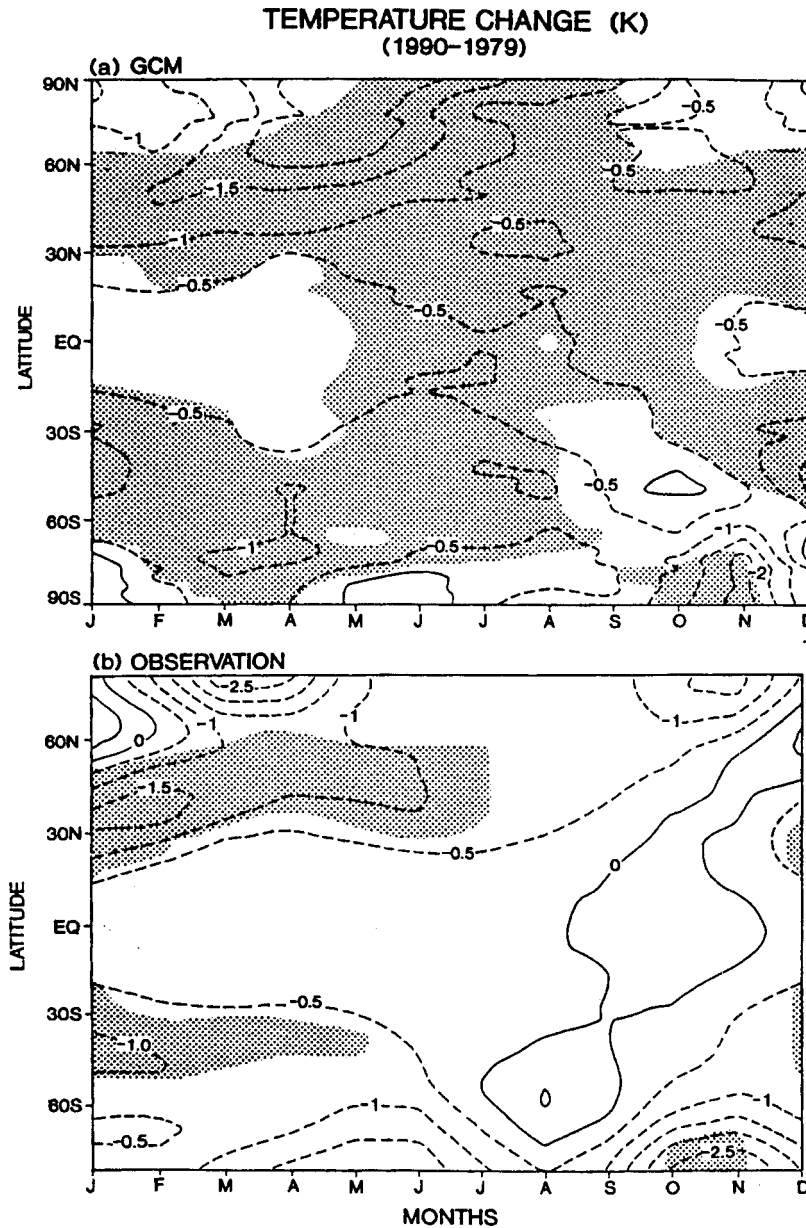 TEMPERATURE CHANGE (K)
(1990-1979)
(a) GCM
90N
60N
30N
EQ
30S
60S
90S
LATITUDE
-1
-0.5
-0.5
-0.5
-1.5
-1
-0.5
-0.5
-0.5
-0.5
-0.5
-0.5
-1
-1
-0.5
-2
J F M A M J J A S O N D
(b) OBSERVATION
60N
30N
EQ
30S
60S
LATITUDE
-2.5
-1
-1
-1
0
-1.5
-0.5
0
-0.5
-1.0
-0.5
-1
-1
-2.5
J F M A M J J A S O N D
MONTHS